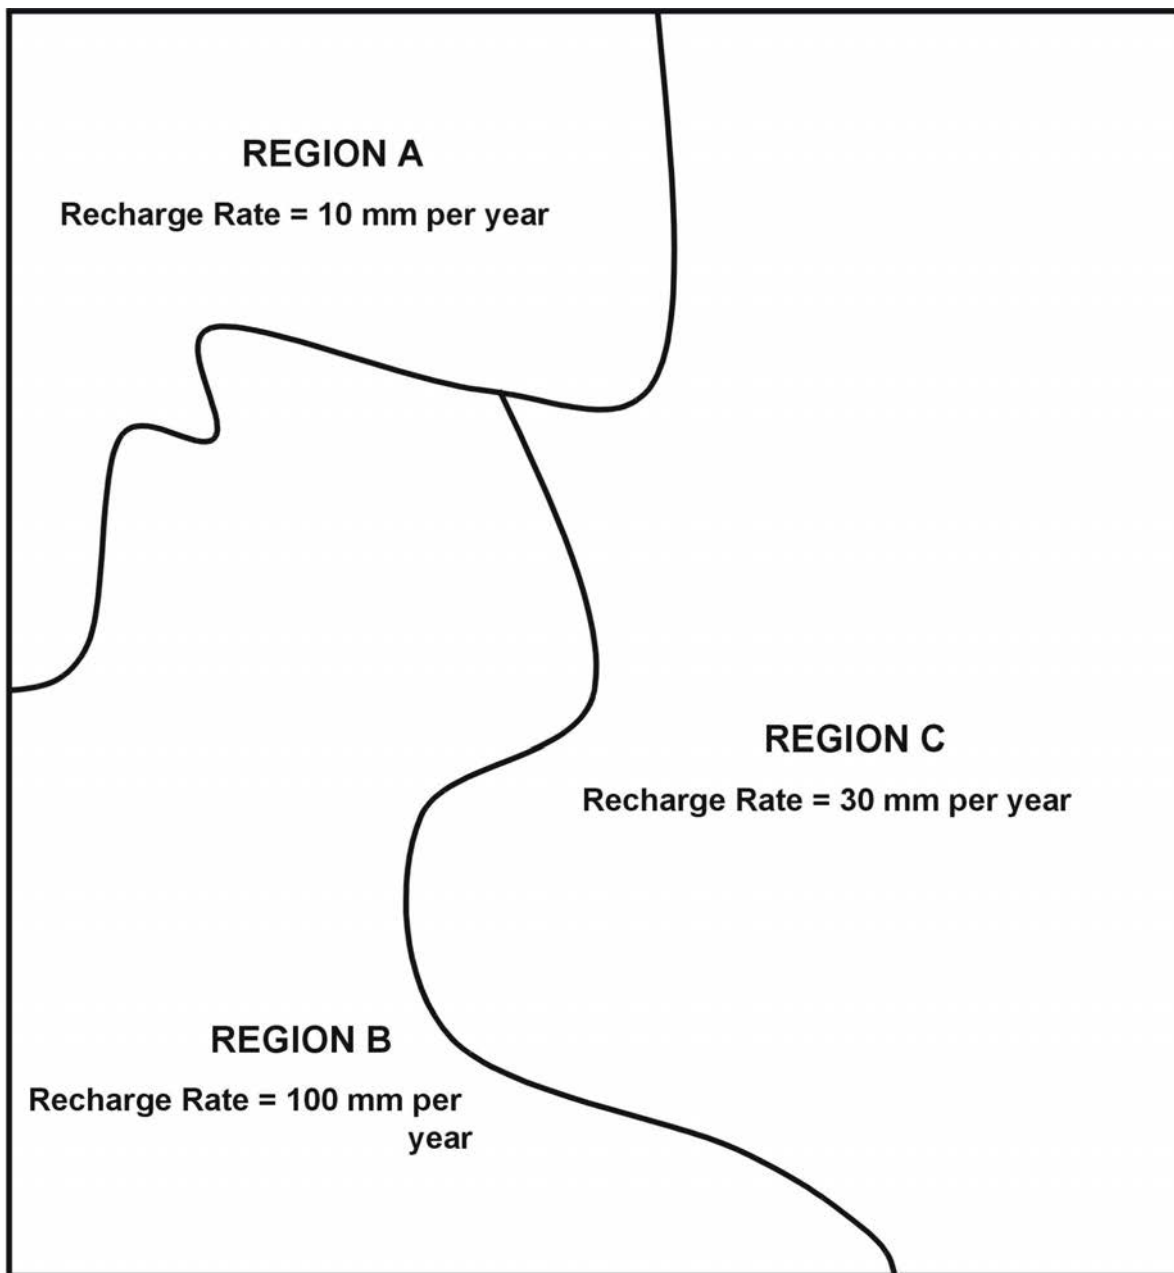 REGION A
Recharge Rate = 10 mm per year
REGION C
Recharge Rate = 30 mm per year
REGION B
Recharge Rate = 100 mm per
year